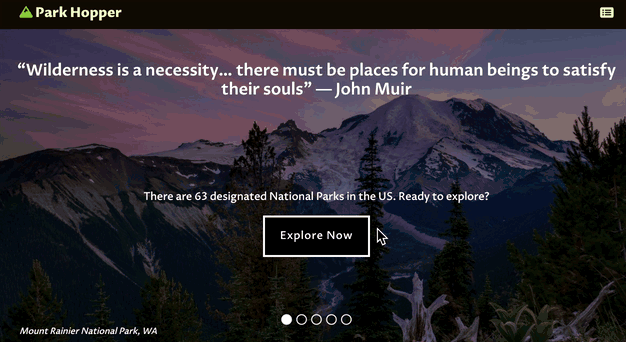 Park Hopper
“Wilderness is a necessity... there must be places for human beings to satisfy
their souls” — John Muir
There are 63 designated National Parks in the US. Ready to explore?
Explore Now
Mount Rainier National Park, WA